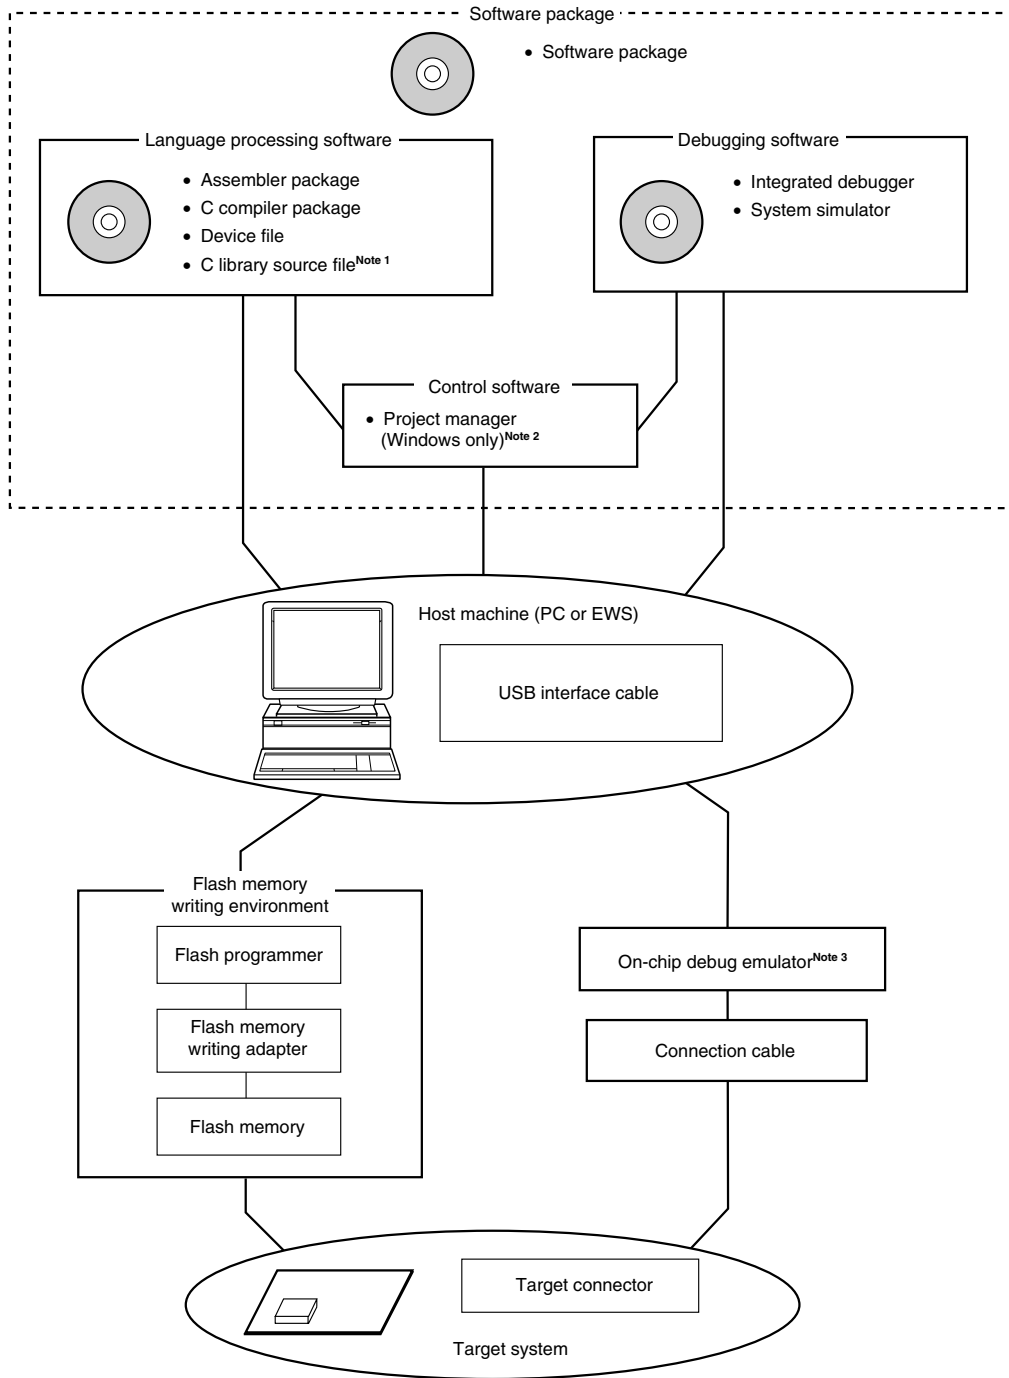 Software package
• Software package
Language processing software
• Assembler package
• C compiler package
• Device file
• C library source fileNote 1
Debugging software
• Integrated debugger
• System simulator
Control software
• Project manager
(Windows only)Note 2
Host machine (PC or EWS)
USB interface cable
Flash memory
writing environment
Flash programmer
Flash memory
writing adapter
Flash memory
On-chip debug emulatorNote 3
Connection cable
Target connector
Target system